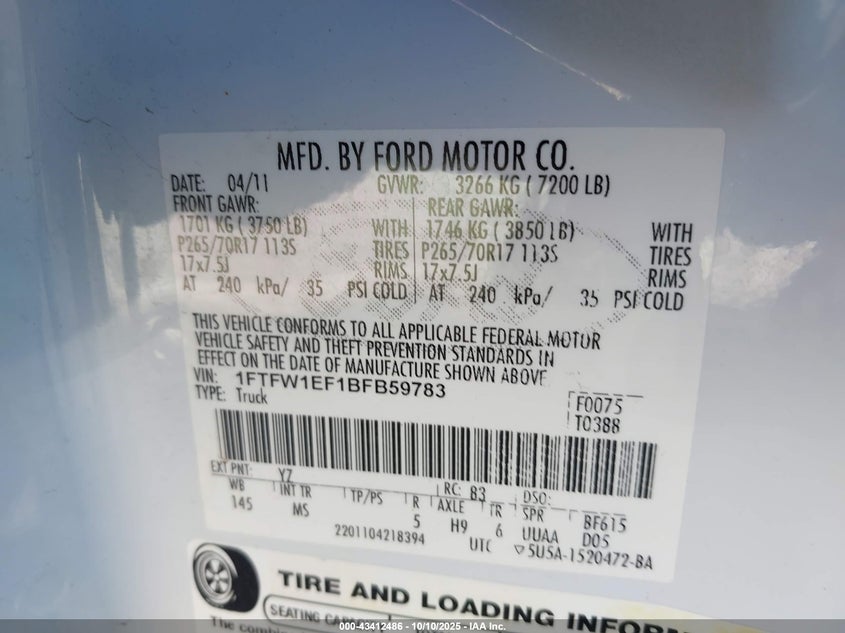 MFD. BY FORD MOTOR CO.
DATE: 04/11 GVWR: 3266 KG ( 7200 LB)
FRONT GAWR: REAR GAWR:
1701 KG ( 3750 LB) WITH 1746 KG ( 3850 LB) WITH
P265/70R17 113S TIRES P265/70R17 113S TIRES
17x7.5J RIMS 17x7.5J RIMS
AT 240 kPa/ 35 PSI COLD AT 240 kPa/ 35 PSI COLD
THIS VEHICLE CONFORMS TO ALL APPLICABLE FEDERAL MOTOR
VEHICLE SAFETY AND THEFT PREVENTION STANDARDS IN
EFFECT ON THE DATE OF MANUFACTURE SHOWN ABOVE.
VIN: 1FTFW1EF1BFB59783
TYPE: Truck
F0075
T0388
EXT PNT: YZ RC: 83 DSO:
WB INT TR TP/PS R AXLE TR SPR BF615
145 MS 5 H9 6 UUAA D05
2201104218394 UTC ▽5U5A-1520472-BA
TIRE AND LOADING INFORM
SEATING CAP
The combin
000-43412486 - 10/10/2025 - IAA Inc.